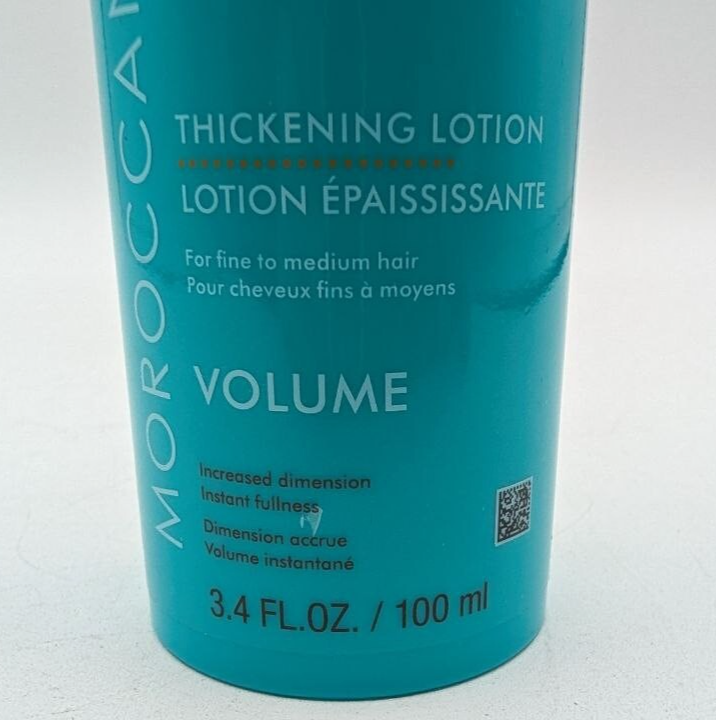 MOROCCAN
THICKENING LOTION
LOTION ÉPAISSISSANTE
For fine to medium hair
Pour cheveux fins à moyens
VOLUME
Increased dimension
Instant fullness
Dimension accrue
Volume instantané
3.4 FL.OZ. / 100 ml